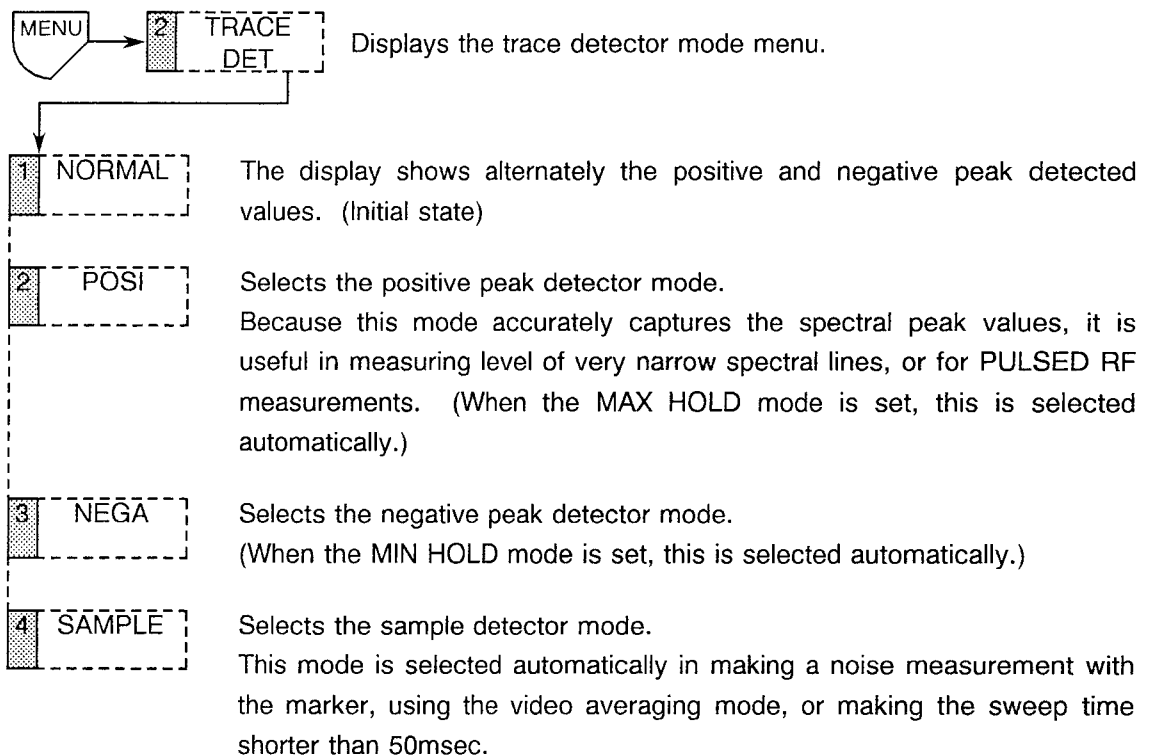 MENU
2 TRACE
DET
Displays the trace detector mode menu.
1 NORMAL
The display shows alternately the positive and negative peak detected
values. (Initial state)
2 POSI
Selects the positive peak detector mode.
Because this mode accurately captures the spectral peak values, it is
useful in measuring level of very narrow spectral lines, or for PULSED RF
measurements. (When the MAX HOLD mode is set, this is selected
automatically.)
3 NEGA
Selects the negative peak detector mode.
(When the MIN HOLD mode is set, this is selected automatically.)
4 SAMPLE
Selects the sample detector mode.
This mode is selected automatically in making a noise measurement with
the marker, using the video averaging mode, or making the sweep time
shorter than 50msec.